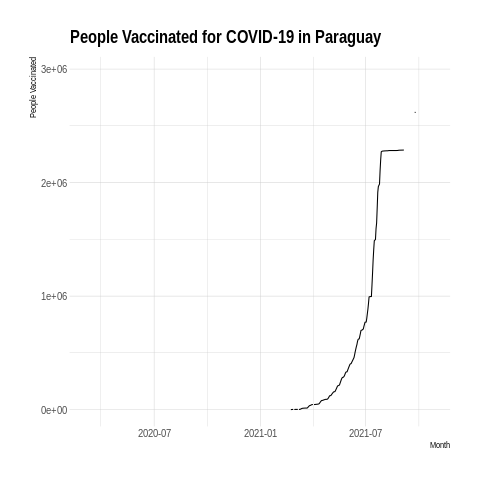 People Vaccinated for COVID-19 in Paraguay
People Vaccinated
3e+06
2e+06
1e+06
0e+00
2020-07
2021-01
2021-07
Month